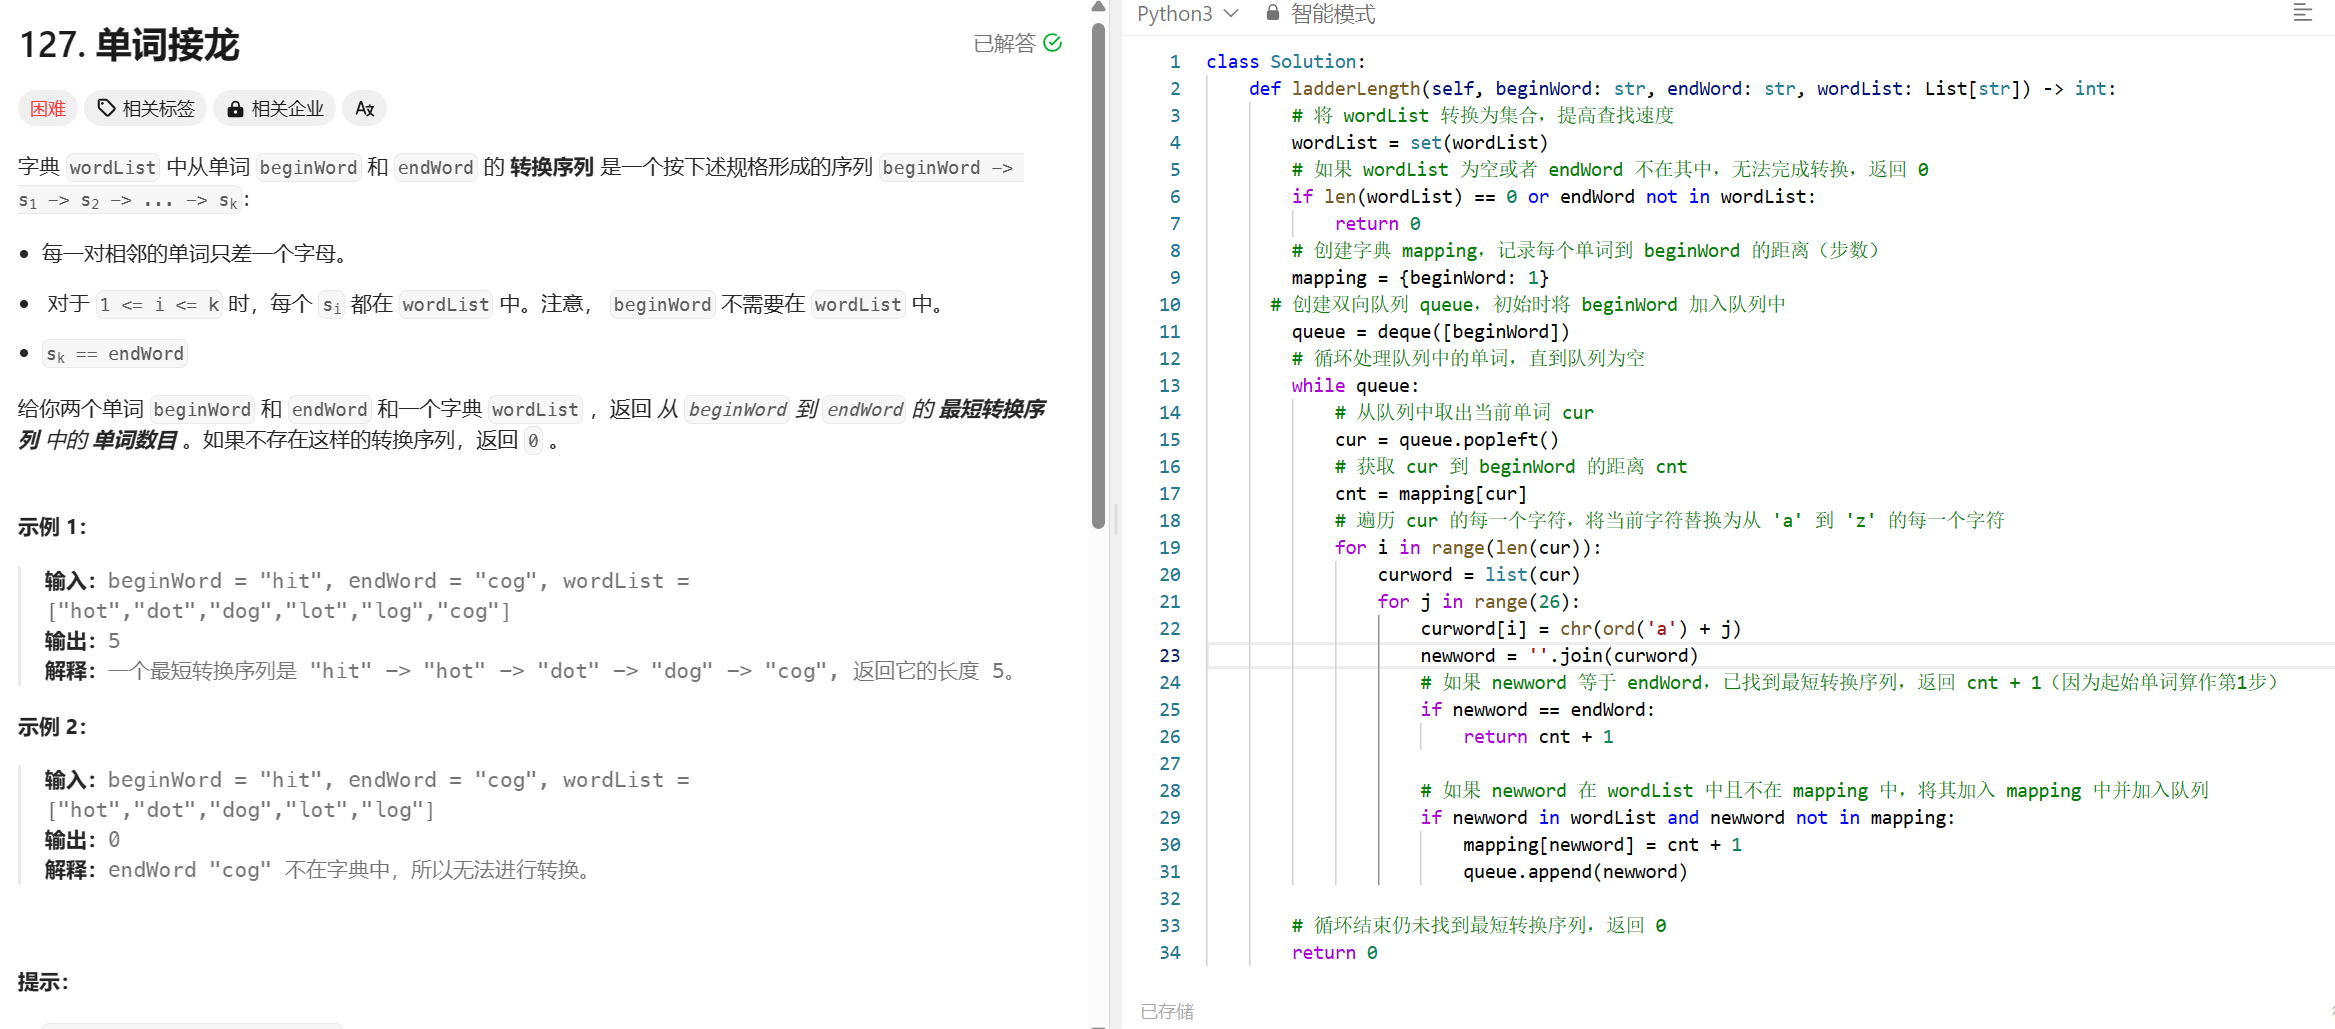 127. 单词接龙
已解答
困难 相关标签 相关企业
字典 wordList 中从单词 beginWord 和 endWord 的 转换序列 是一个按下述规格形成的序列 beginWord ->
s1 -> s2 -> ... -> sk：
• 每一对相邻的单词只差一个字母。
• 对于 1 <= i <= k 时，每个 si 都在 wordList 中。注意， beginWord 不需要在 wordList 中。
• sk == endWord
给你两个单词 beginWord 和 endWord 和一个字典 wordList ，返回 从 beginWord 到 endWord 的 最短转换序
列 中的 单词数目 。如果不存在这样的转换序列，返回 0 。
示例 1：
输入：beginWord = "hit", endWord = "cog", wordList =
["hot","dot","dog","lot","log","cog"]
输出：5
解释：一个最短转换序列是 "hit" -> "hot" -> "dot" -> "dog" -> "cog", 返回它的长度 5。
示例 2：
输入：beginWord = "hit", endWord = "cog", wordList =
["hot","dot","dog","lot","log"]
输出：0
解释：endWord "cog" 不在字典中，所以无法进行转换。
提示：
Python3 智能模式
1 class Solution:
2 def ladderLength(self, beginWord: str, endWord: str, wordList: List[str]) -> int:
3 # 将 wordList 转换为集合，提高查找速度
4 wordList = set(wordList)
5 # 如果 wordList 为空或者 endWord 不在其中，无法完成转换，返回 0
6 if len(wordList) == 0 or endWord not in wordList:
7 return 0
8 # 创建字典 mapping，记录每个单词到 beginWord 的距离（步数）
9 mapping = {beginWord: 1}
10 # 创建双向队列 queue，初始时将 beginWord 加入队列中
11 queue = deque([beginWord])
12 # 循环处理队列中的单词，直到队列为空
13 while queue:
14 # 从队列中取出当前单词 cur
15 cur = queue.popleft()
16 # 获取 cur 到 beginWord 的距离 cnt
17 cnt = mapping[cur]
18 # 遍历 cur 的每一个字符，将当前字符替换为从 'a' 到 'z' 的每一个字符
19 for i in range(len(cur)):
20 curword = list(cur)
21 for j in range(26):
22 curword[i] = chr(ord('a') + j)
23 newword = ''.join(curword)
24 # 如果 newword 等于 endWord，已找到最短转换序列，返回 cnt + 1（因为起始单词算作第1步）
25 if newword == endWord:
26 return cnt + 1
27
28 # 如果 newword 在 wordList 中且不在 mapping 中，将其加入 mapping 中并加入队列
29 if newword in wordList and newword not in mapping:
30 mapping[newword] = cnt + 1
31 queue.append(newword)
32
33 # 循环结束仍未找到最短转换序列，返回 0
34 return 0
已存储